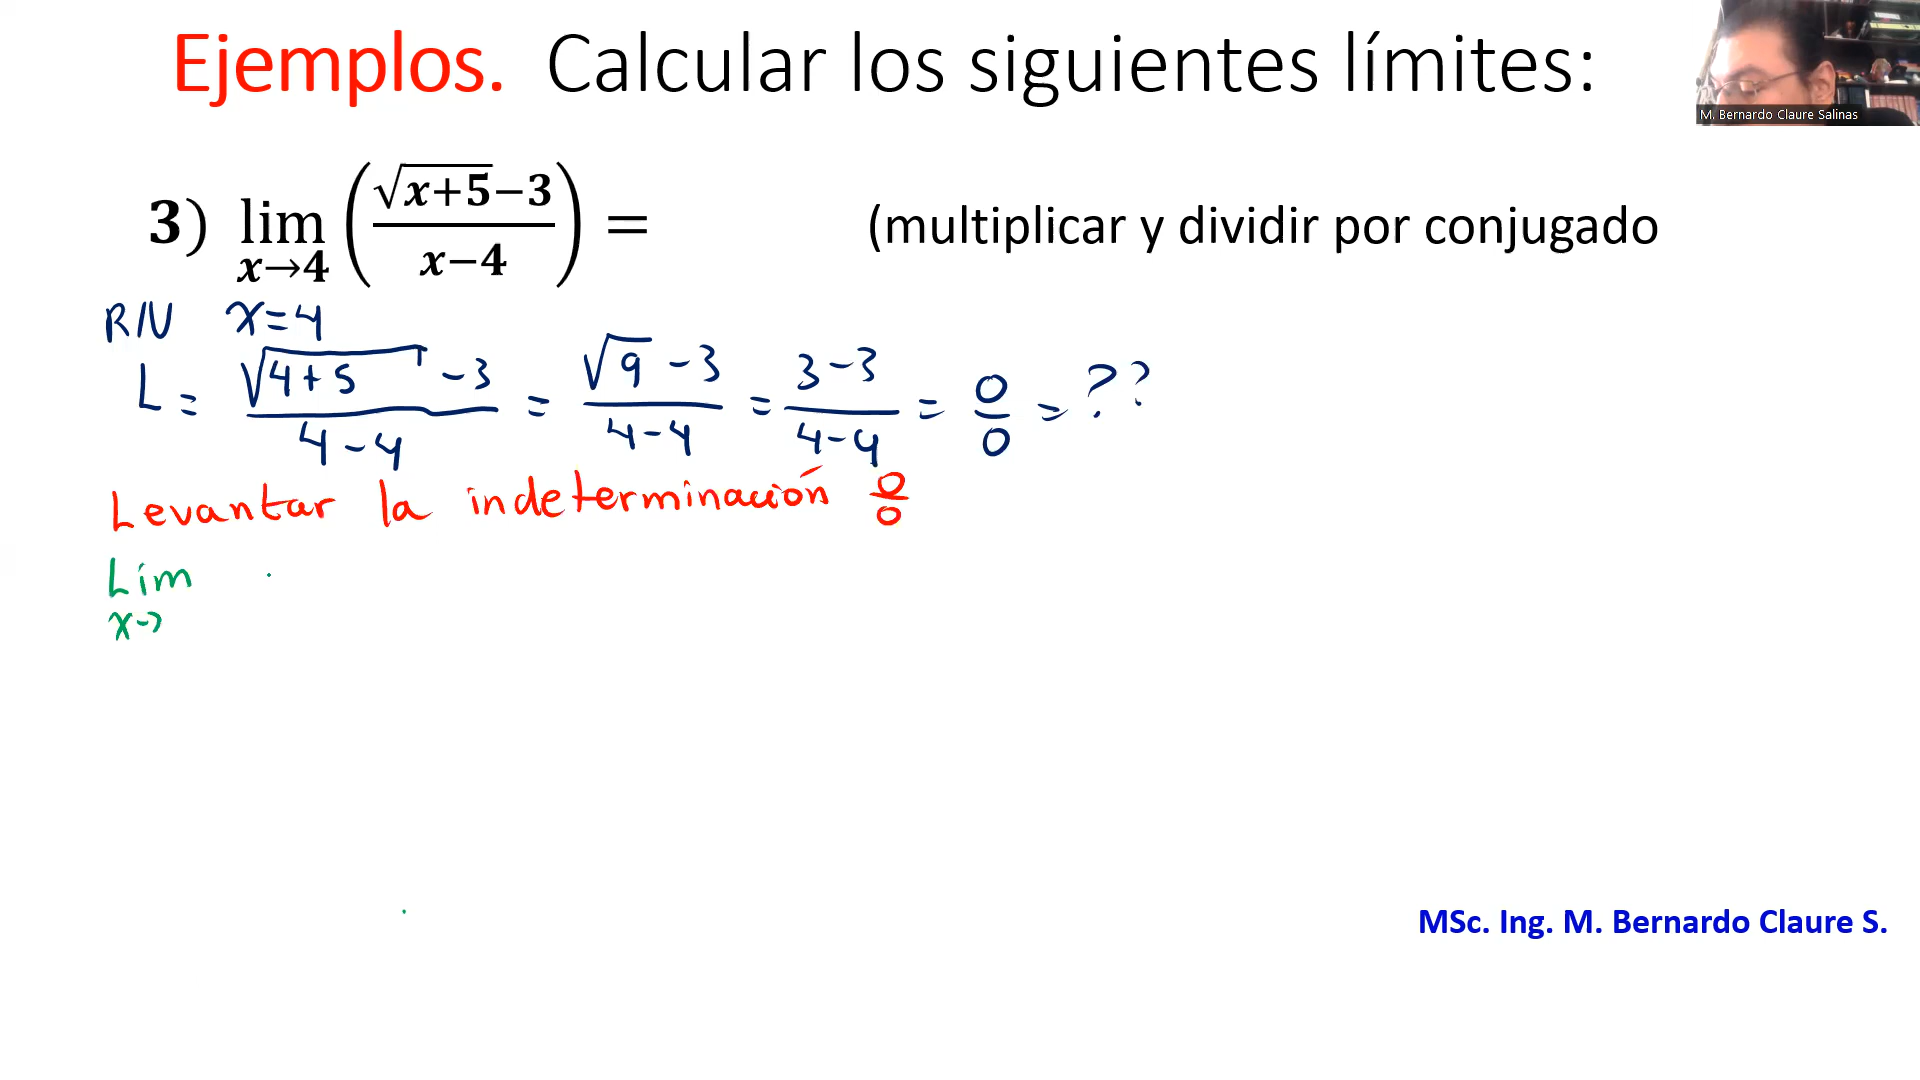 Ejemplos. Calcular los siguientes límites:
M. Bernardo Claure Salinas
3) lim x→4 ((√(x+5)−3)/(x−4)) = (multiplicar y dividir por conjugado
R/V x=4
L = (√(4+5) −3)/(4−4) = (√9 −3)/(4−4) = (3−3)/(4−4) = 0/0 = ??
Levantar la indeterminación 0/0
Lim
x→
MSc. Ing. M. Bernardo Claure S.